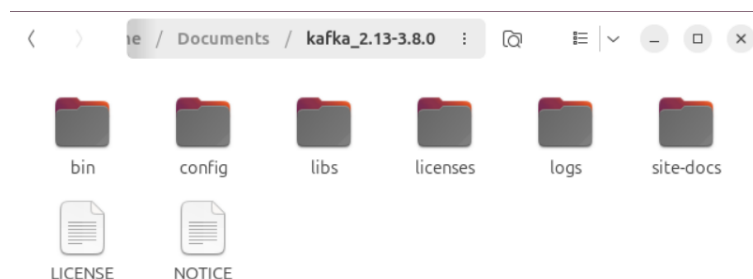 / Documents / kafka_2.13-3.8.0
bin config libs licenses logs site-docs
LICENSE NOTICE